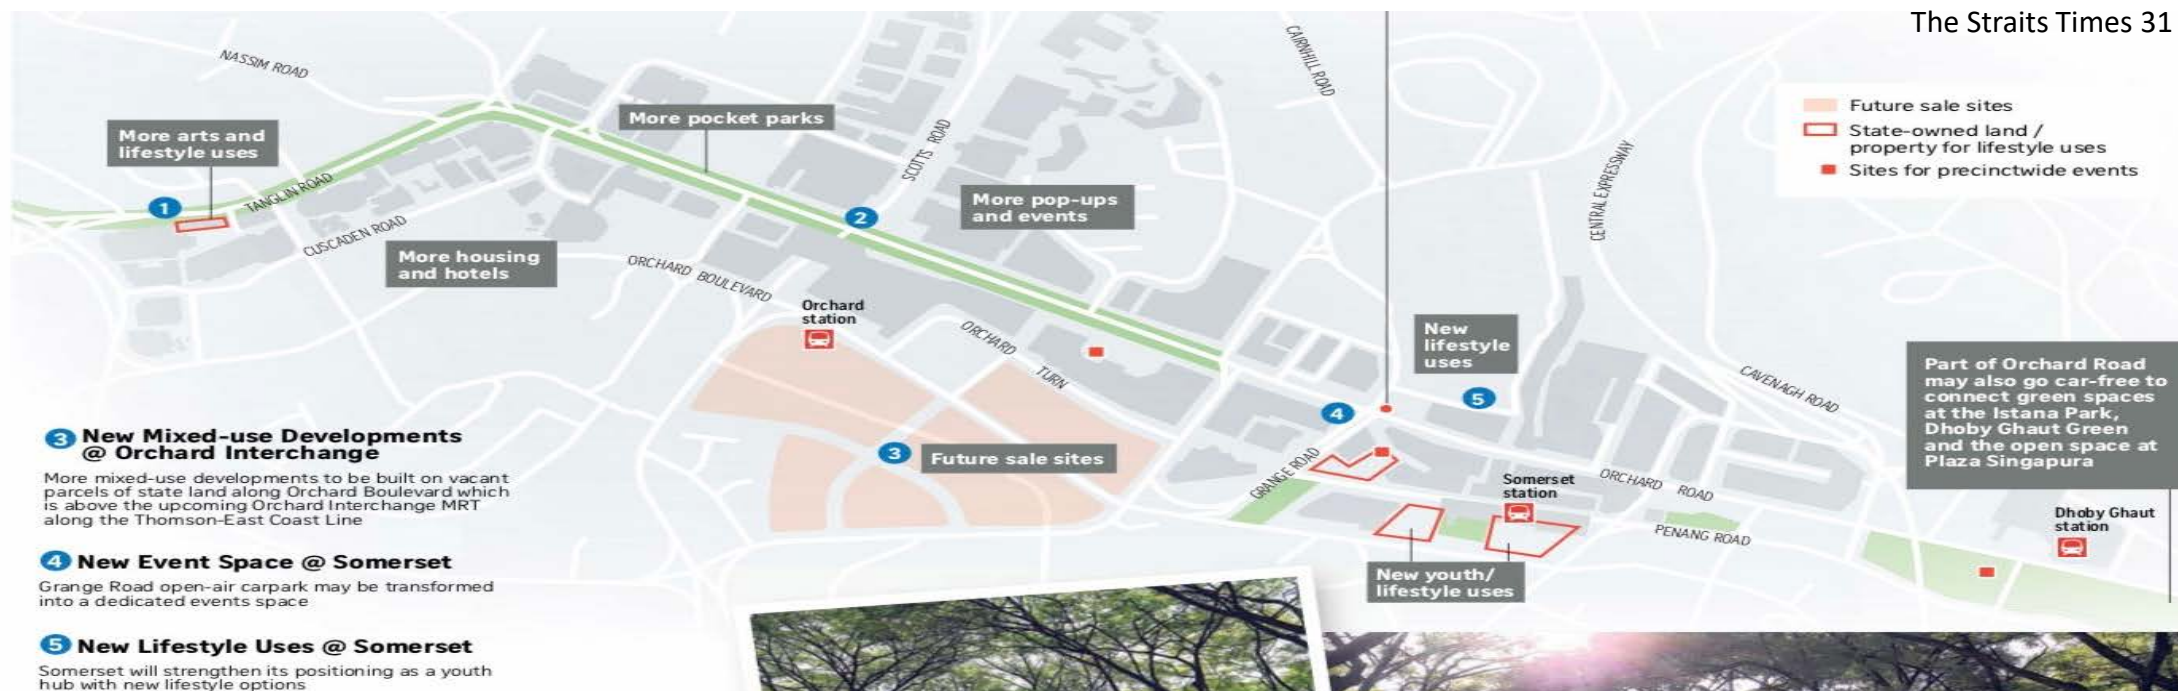 The Straits Times 31
NASSIM ROAD
CAIRNHILL ROAD
Future sale sites
State-owned land /
property for lifestyle uses
Sites for precinctwide events
More arts and
lifestyle uses
More pocket parks
SCOTTS ROAD
CENTRAL EXPRESSWAY
1
TANGLIN ROAD
2
More pop-ups
and events
CUSCADEN ROAD
More housing
and hotels
ORCHARD BOULEVARD
Orchard
station
ORCHARD TURN
New
lifestyle
uses
CAVENAGH ROAD
Part of Orchard Road
may also go car-free to
connect green spaces
at the Istana Park,
Dhoby Ghaut Green
and the open space at
Plaza Singapura
4
5
3
Future sale sites
GRANGE ROAD
Somerset
station
ORCHARD ROAD
PENANG ROAD
Dhoby Ghaut
station
New youth/
lifestyle uses
3 New Mixed-use Developments
@ Orchard Interchange
More mixed-use developments to be built on vacant
parcels of state land along Orchard Boulevard which
is above the upcoming Orchard Interchange MRT
along the Thomson-East Coast Line
4 New Event Space @ Somerset
Grange Road open-air carpark may be transformed
into a dedicated events space
5 New Lifestyle Uses @ Somerset
Somerset will strengthen its positioning as a youth
hub with new lifestyle options